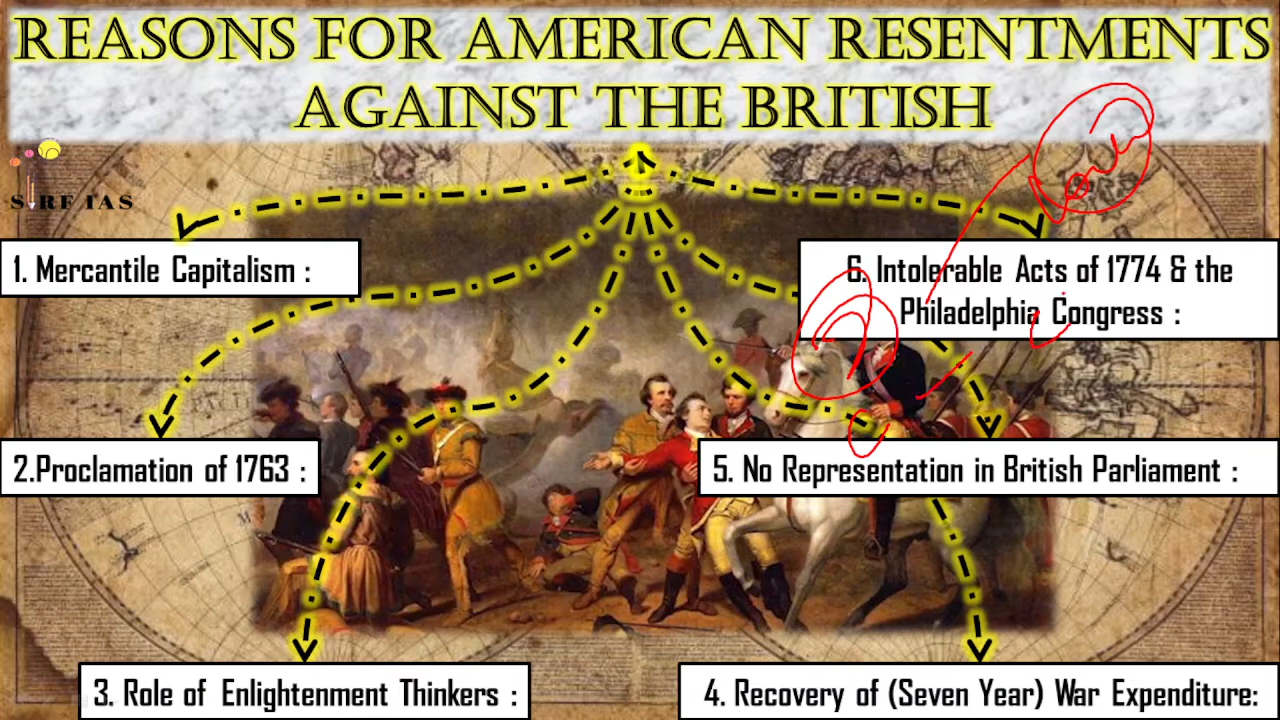 REASONS FOR AMERICAN RESENTMENTS
AGAINST THE BRITISH
SIRF IAS
1. Mercantile Capitalism :
6. Intolerable Acts of 1774 & the
Philadelphia Congress :
2.Proclamation of 1763 :
5. No Representation in British Parliament :
3. Role of Enlightenment Thinkers :
4. Recovery of (Seven Year) War Expenditure: